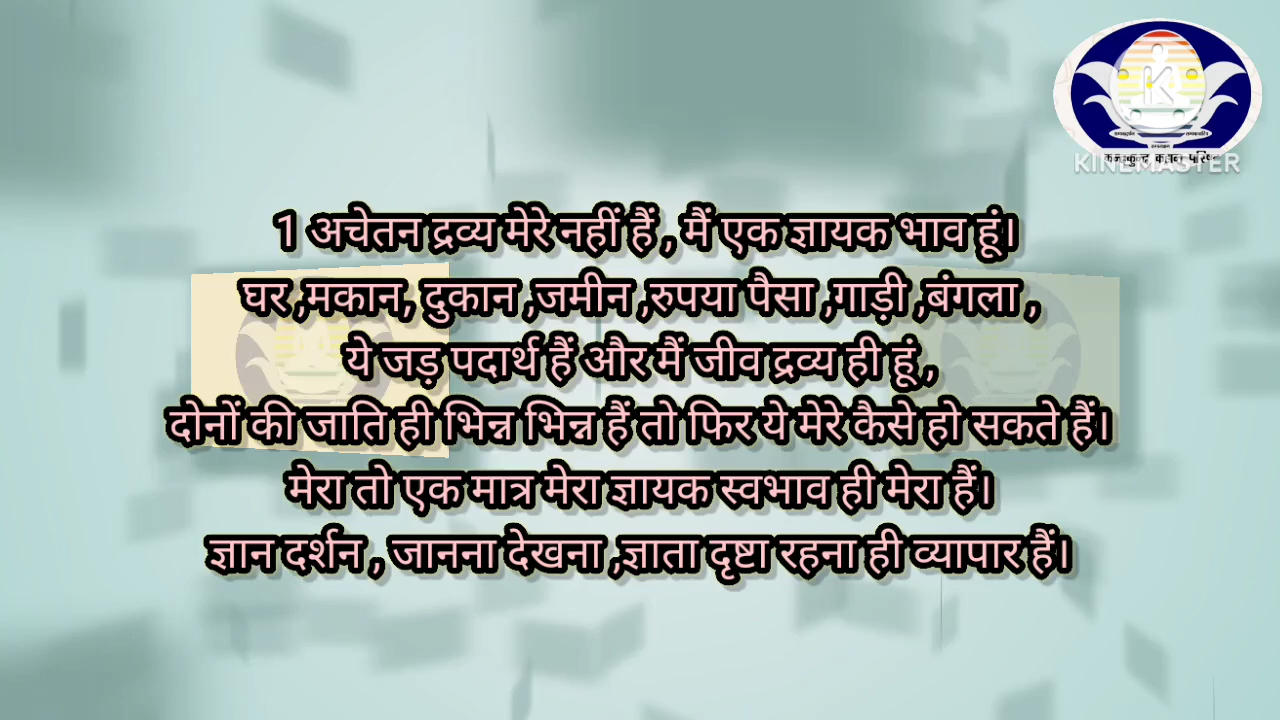 KINEMASTER
1 अचेतन द्रव्य मेरे नहीं हैं , मैं एक ज्ञायक भाव हूं।
घर ,मकान, दुकान ,जमीन ,रुपया पैसा ,गाड़ी ,बंगला ,
ये जड़ पदार्थ हैं और मैं जीव द्रव्य ही हूं ,
दोनों की जाति ही भिन्न भिन्न हैं तो फिर ये मेरे कैसे हो सकते हैं।
मेरा तो एक मात्र मेरा ज्ञायक स्वभाव ही मेरा हैं।
ज्ञान दर्शन , जानना देखना ,ज्ञाता दृष्टा रहना ही व्यापार हैं।